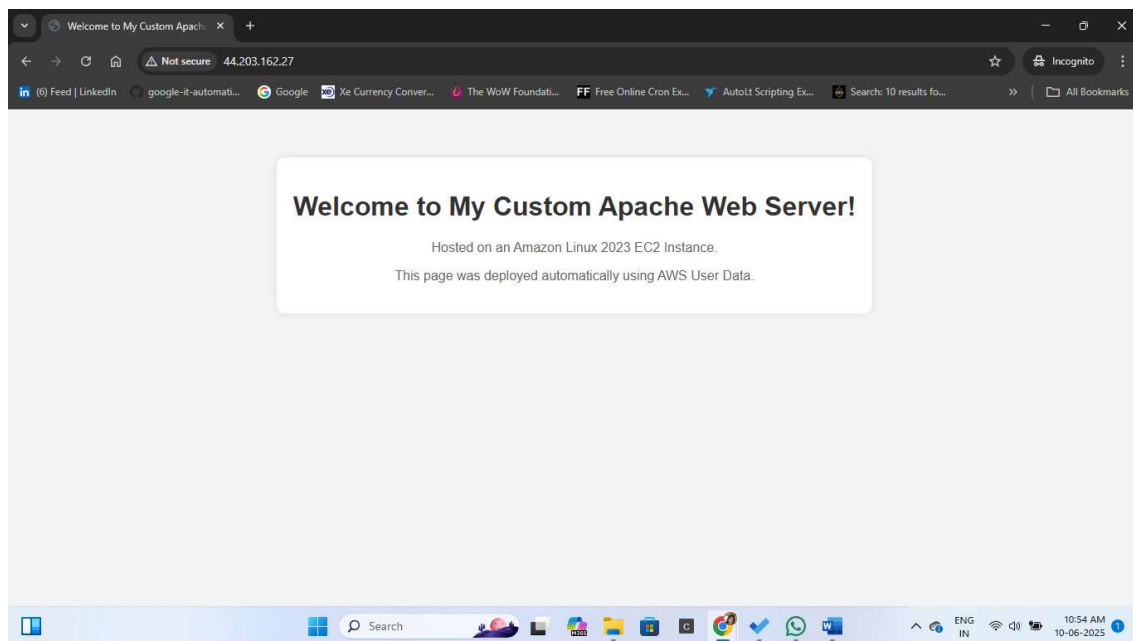 Welcome to My Custom Apach
Not secure 44.203.162.27 Incognito
(6) Feed | LinkedIn google-it-automati... Google Xe Currency Conver... The WoW Foundati... FF Free Online Cron Ex... AutoIt Scripting Ex... Search: 10 results fo... » All Bookmarks
Welcome to My Custom Apache Web Server!
Hosted on an Amazon Linux 2023 EC2 Instance.
This page was deployed automatically using AWS User Data.
Search ENG 10:54 AM
IN 10-06-2025